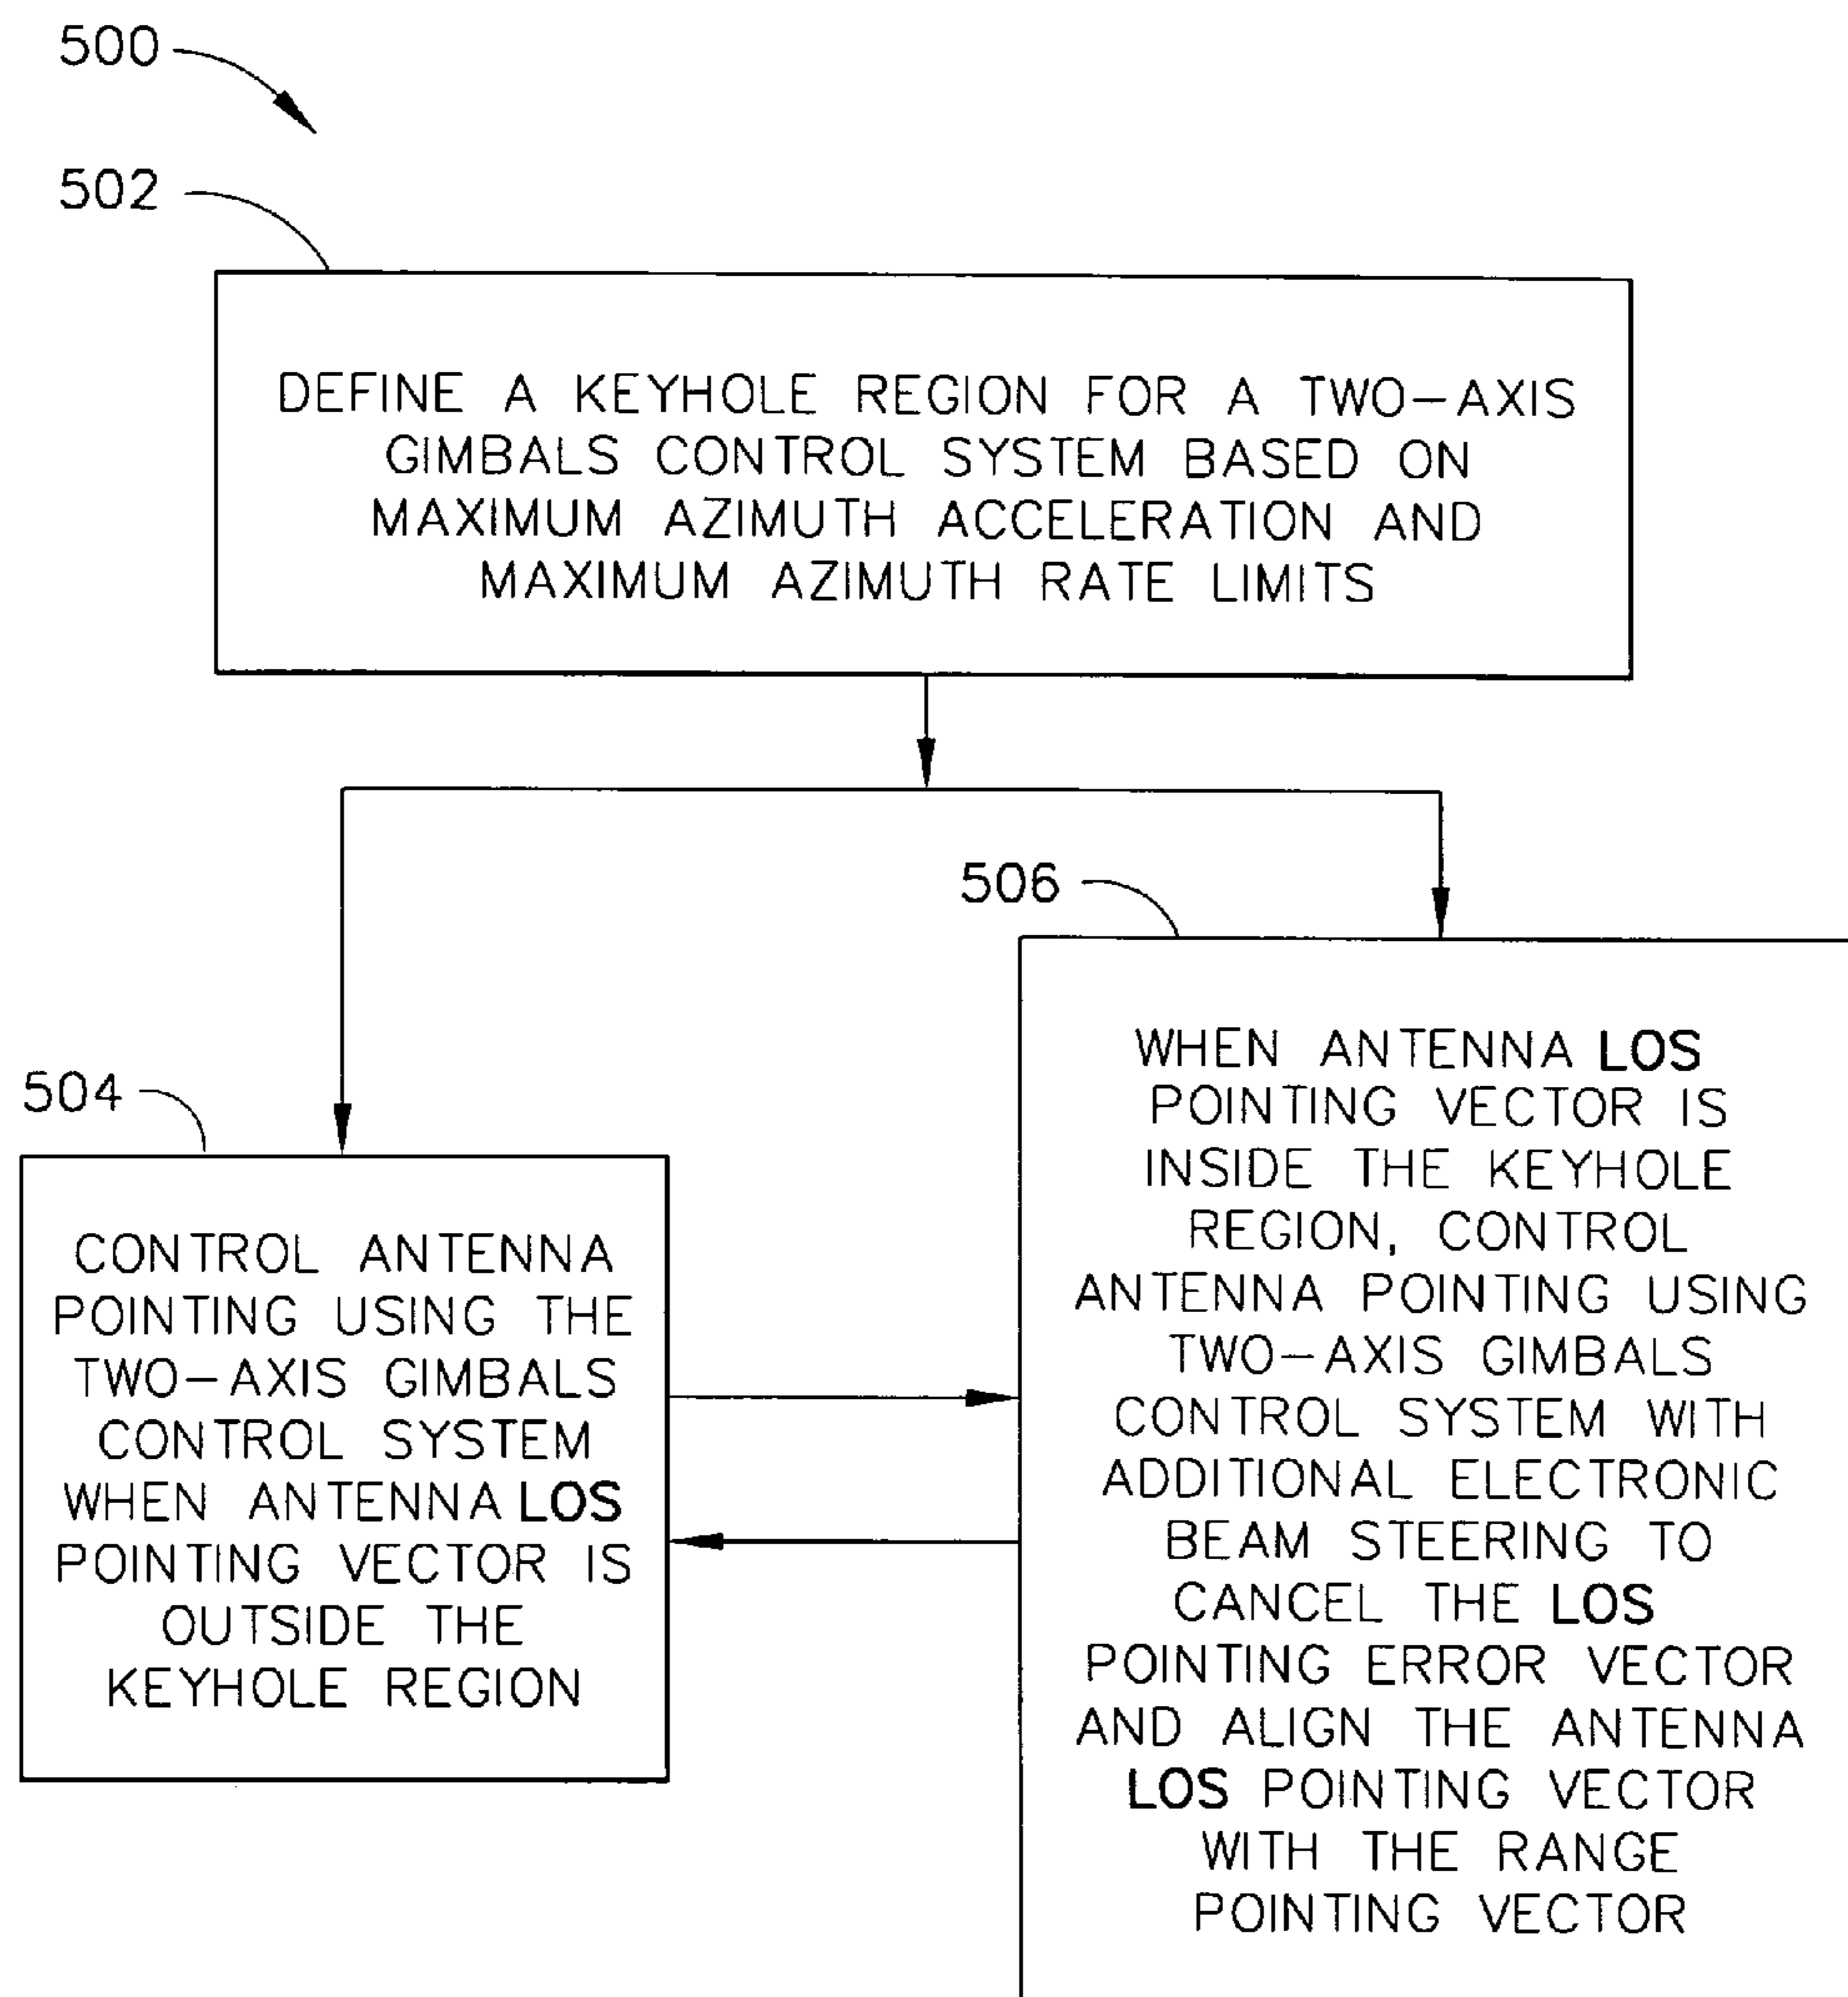 500
502
DEFINE A KEYHOLE REGION FOR A TWO-AXIS
GIMBALS CONTROL SYSTEM BASED ON
MAXIMUM AZIMUTH ACCELERATION AND
MAXIMUM AZIMUTH RATE LIMITS
504
CONTROL ANTENNA
POINTING USING THE
TWO-AXIS GIMBALS
CONTROL SYSTEM
WHEN ANTENNA LOS
POINTING VECTOR IS
OUTSIDE THE
KEYHOLE REGION
506
WHEN ANTENNA LOS
POINTING VECTOR IS
INSIDE THE KEYHOLE
REGION, CONTROL
ANTENNA POINTING USING
TWO-AXIS GIMBALS
CONTROL SYSTEM WITH
ADDITIONAL ELECTRONIC
BEAM STEERING TO
CANCEL THE LOS
POINTING ERROR VECTOR
AND ALIGN THE ANTENNA
LOS POINTING VECTOR
WITH THE RANGE
POINTING VECTOR